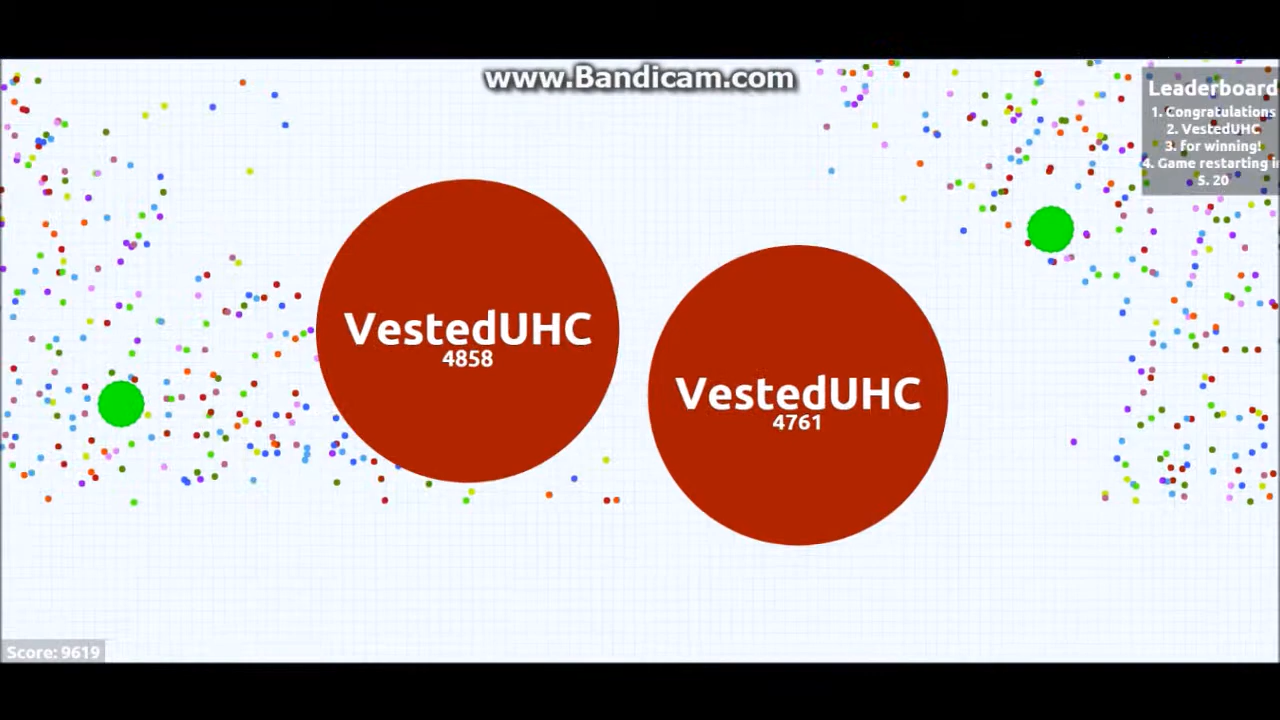 www.Bandicam.com
Leaderboard
1. Congratulations
2. VestedUHC
3. for winning!
4. Game restarting in
5. 20
VestedUHC
4858
VestedUHC
4761
Score: 9619